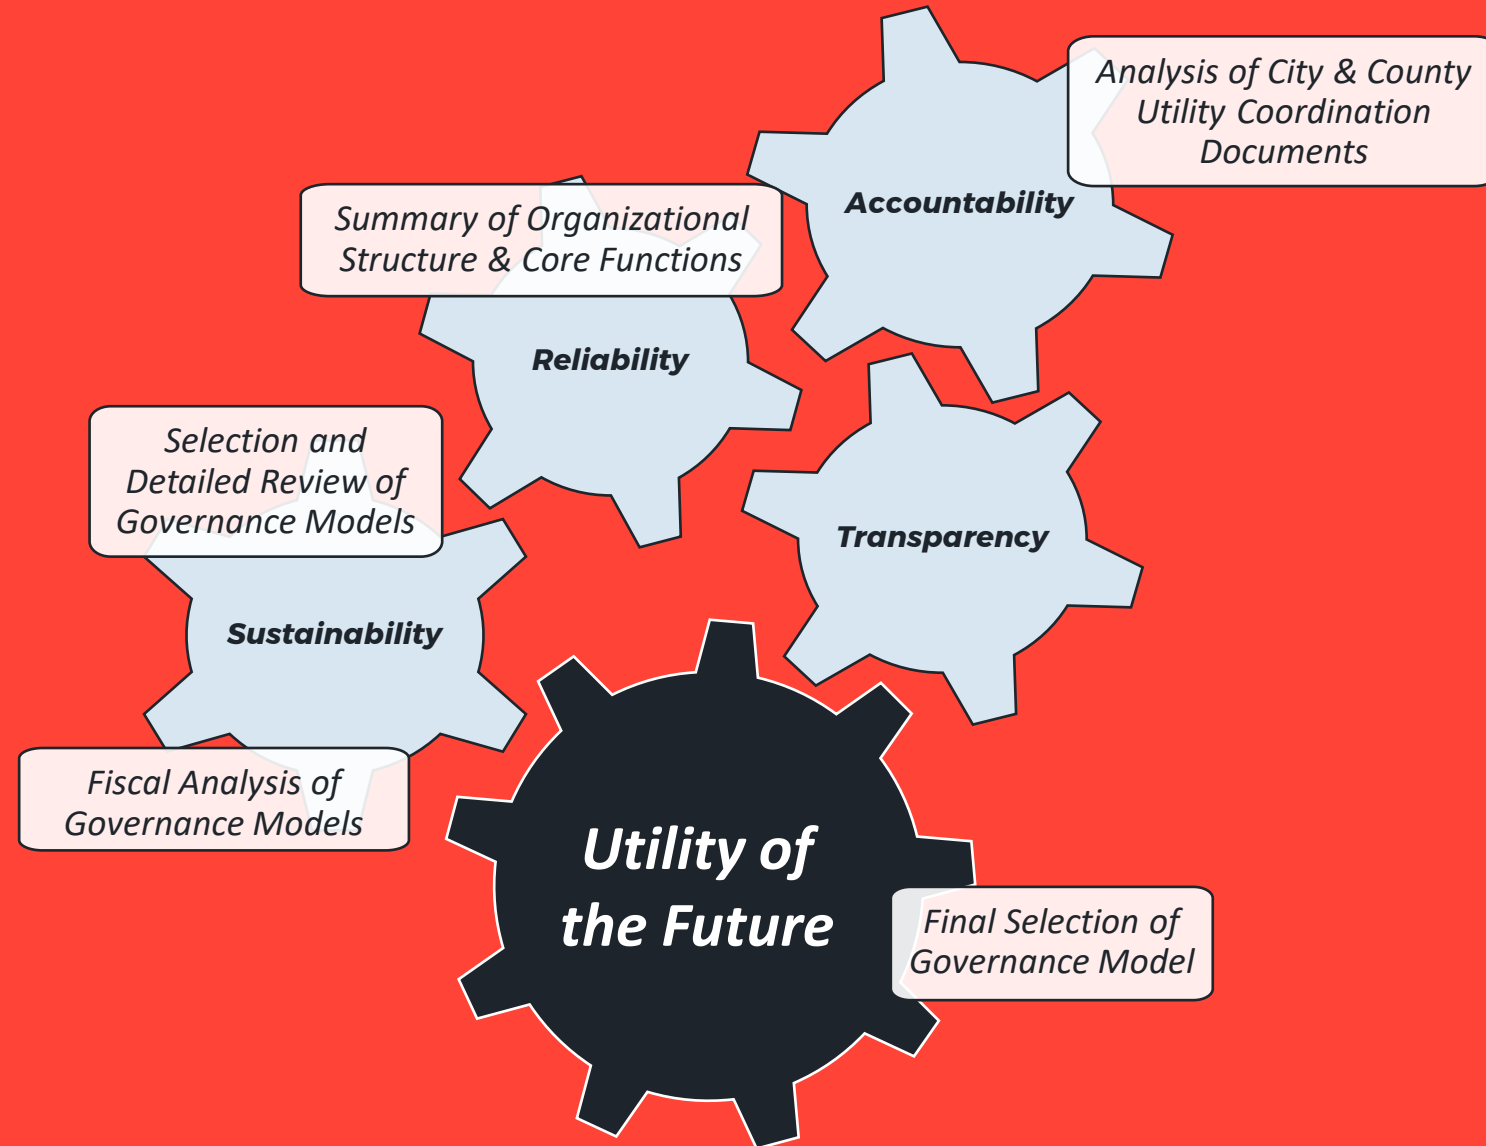 Analysis of City & County
Utility Coordination
Documents
Accountability
Summary of Organizational
Structure & Core Functions
Reliability
Selection and
Detailed Review of
Governance Models
Transparency
Sustainability
Fiscal Analysis of
Governance Models
Utility of
the Future
Final Selection of
Governance Model